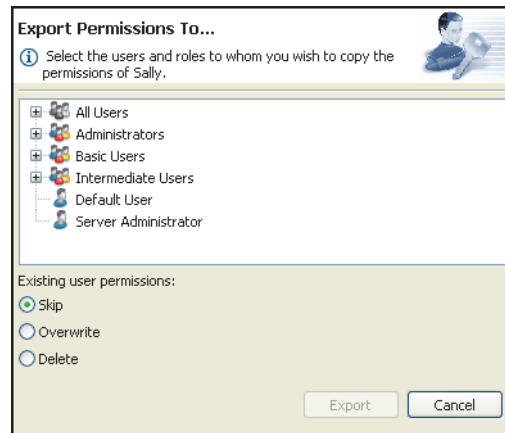 Export Permissions To...
Select the users and roles to whom you wish to copy the
permissions of Sally.
All Users
Administrators
Basic Users
Intermediate Users
Default User
Server Administrator
Existing user permissions:
Skip
Overwrite
Delete
Export Cancel